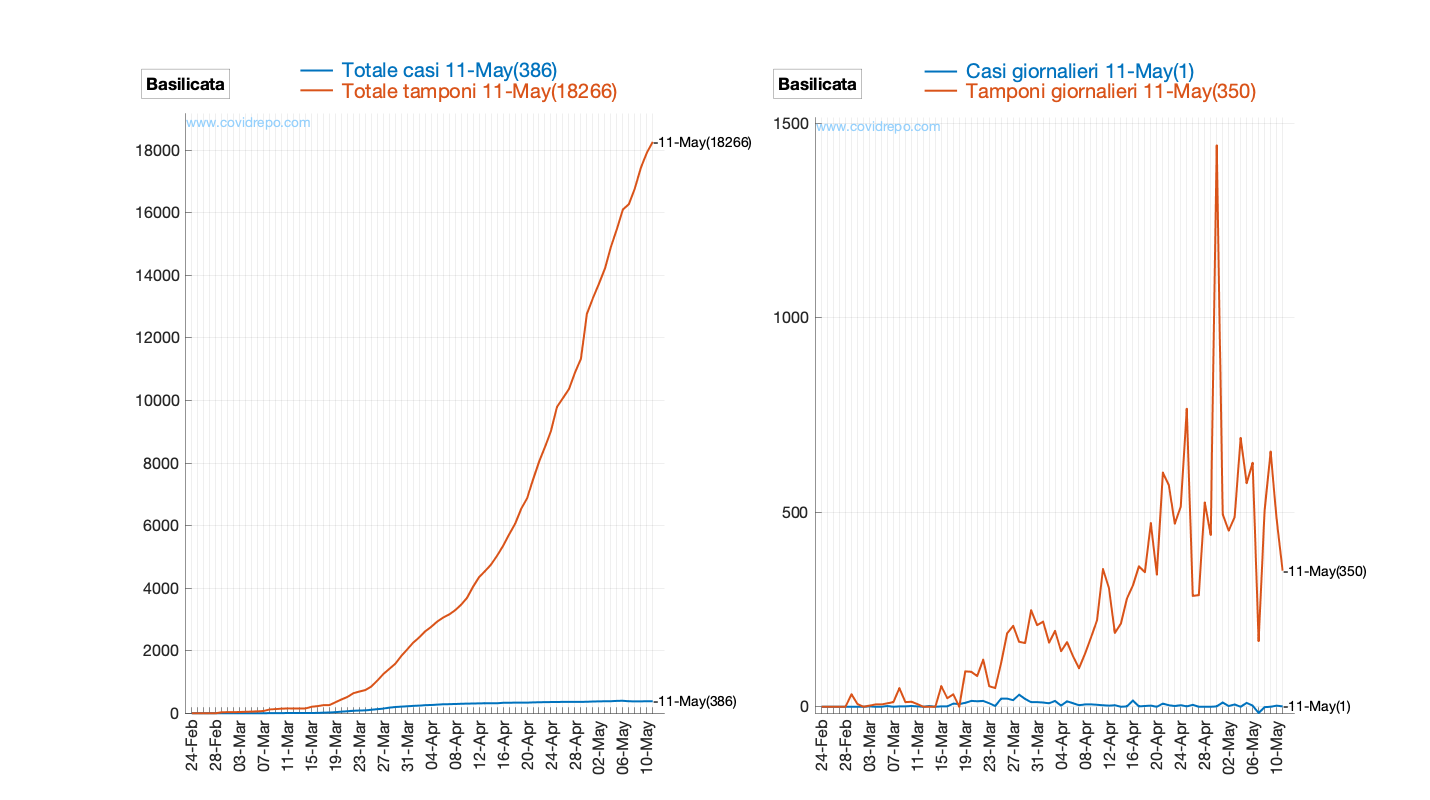 Basilicata
Totale casi 11-May(386)
Totale tamponi 11-May(18266)
www.covidrepo.com
18000
16000
14000
12000
10000
8000
6000
4000
2000
0
11-May(18266)
11-May(386)
24-Feb
28-Feb
03-Mar
07-Mar
11-Mar
15-Mar
19-Mar
23-Mar
27-Mar
31-Mar
04-Apr
08-Apr
12-Apr
16-Apr
20-Apr
24-Apr
28-Apr
02-May
06-May
10-May
Basilicata
Casi giornalieri 11-May(1)
Tamponi giornalieri 11-May(350)
www.covidrepo.com
1500
1000
500
0
11-May(350)
11-May(1)
24-Feb
28-Feb
03-Mar
07-Mar
11-Mar
15-Mar
19-Mar
23-Mar
27-Mar
31-Mar
04-Apr
08-Apr
12-Apr
16-Apr
20-Apr
24-Apr
28-Apr
02-May
06-May
10-May